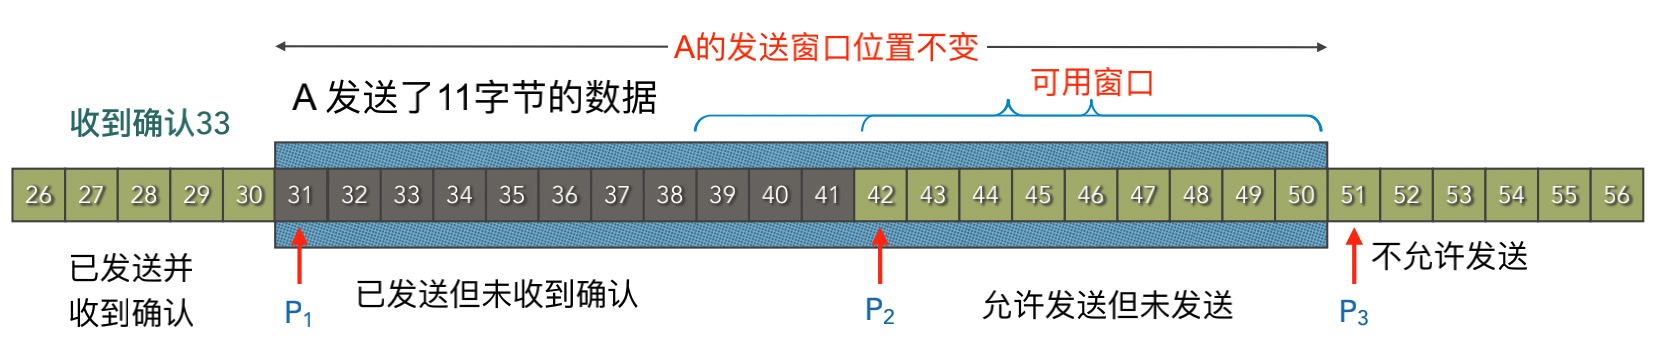 A的发送窗口位置不变
A 发送了11字节的数据
可用窗口
收到确认33
26 27 28 29 30 31 32 33 34 35 36 37 38 39 40 41 42 43 44 45 46 47 48 49 50 51 52 53 54 55 56
已发送并
收到确认
P₁
已发送但未收到确认
P₂
允许发送但未发送
P₃
不允许发送